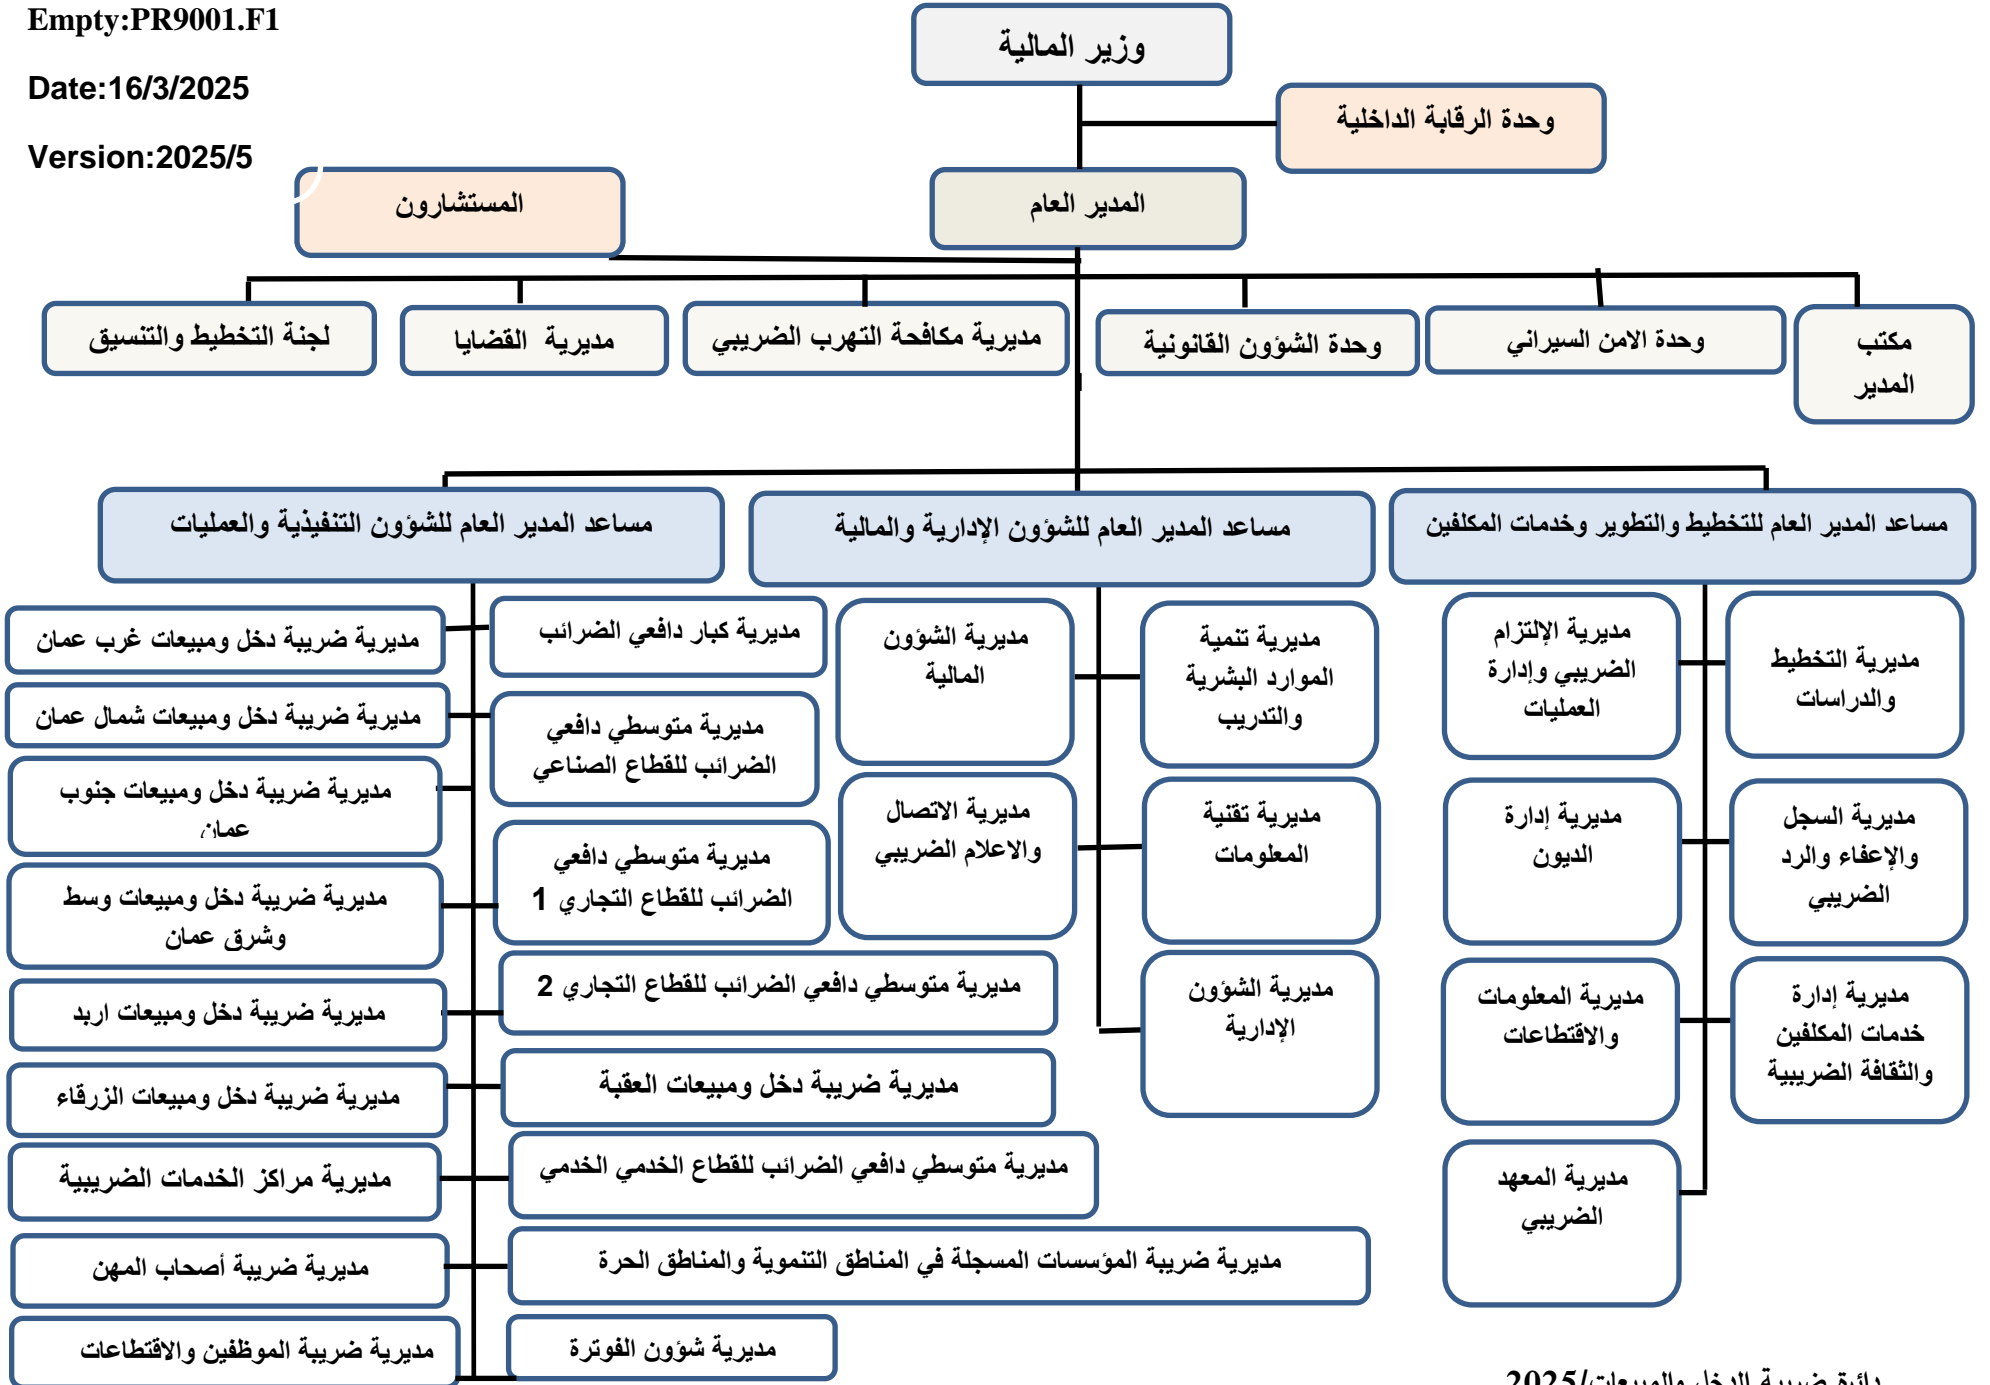 Empty:PR9001.F1
Date:16/3/2025
Version:2025/5
وزير المالية
وحدة الرقابة الداخلية
المدير العام
المستشارون
مكتب
المدير
وحدة الامن السيراني
وحدة الشؤون القانونية
مديرية مكافحة التهرب الضريبي
مديرية القضايا
لجنة التخطيط والتنسيق
مساعد المدير العام للتخطيط والتطوير وخدمات المكلفين
مساعد المدير العام للشؤون الإدارية والمالية
مساعد المدير العام للشؤون التنفيذية والعمليات
مديرية التخطيط
والدراسات
مديرية الإلتزام
الضريبي وإدارة
العمليات
مديرية السجل
والإعفاء والرد
الضريبي
مديرية إدارة
الديون
مديرية إدارة
خدمات المكلفين
والثقافة الضريبية
مديرية المعلومات
والاقتطاعات
مديرية المعهد
الضريبي
مديرية تنمية
الموارد البشرية
والتدريب
مديرية الشؤون
المالية
مديرية تقنية
المعلومات
مديرية الاتصال
والاعلام الضريبي
مديرية الشؤون
الإدارية
مديرية كبار دافعي الضرائب
مديرية ضريبة دخل ومبيعات غرب عمان
مديرية متوسطي دافعي
الضرائب للقطاع الصناعي
مديرية ضريبة دخل ومبيعات شمال عمان
مديرية متوسطي دافعي
الضرائب للقطاع التجاري 1
مديرية ضريبة دخل ومبيعات جنوب
عمان
مديرية متوسطي دافعي الضرائب للقطاع التجاري 2
مديرية ضريبة دخل ومبيعات وسط
وشرق عمان
مديرية ضريبة دخل ومبيعات العقبة
مديرية ضريبة دخل ومبيعات اربد
مديرية متوسطي دافعي الضرائب للقطاع الخدمي الخدمي
مديرية ضريبة دخل ومبيعات الزرقاء
مديرية ضريبة المؤسسات المسجلة في المناطق التنموية والمناطق الحرة
مديرية مراكز الخدمات الضريبية
مديرية شؤون الفوترة
مديرية ضريبة أصحاب المهن
مديرية ضريبة الموظفين والاقتطاعات
دائرة ضريبة الدخل والمبيعات/2025